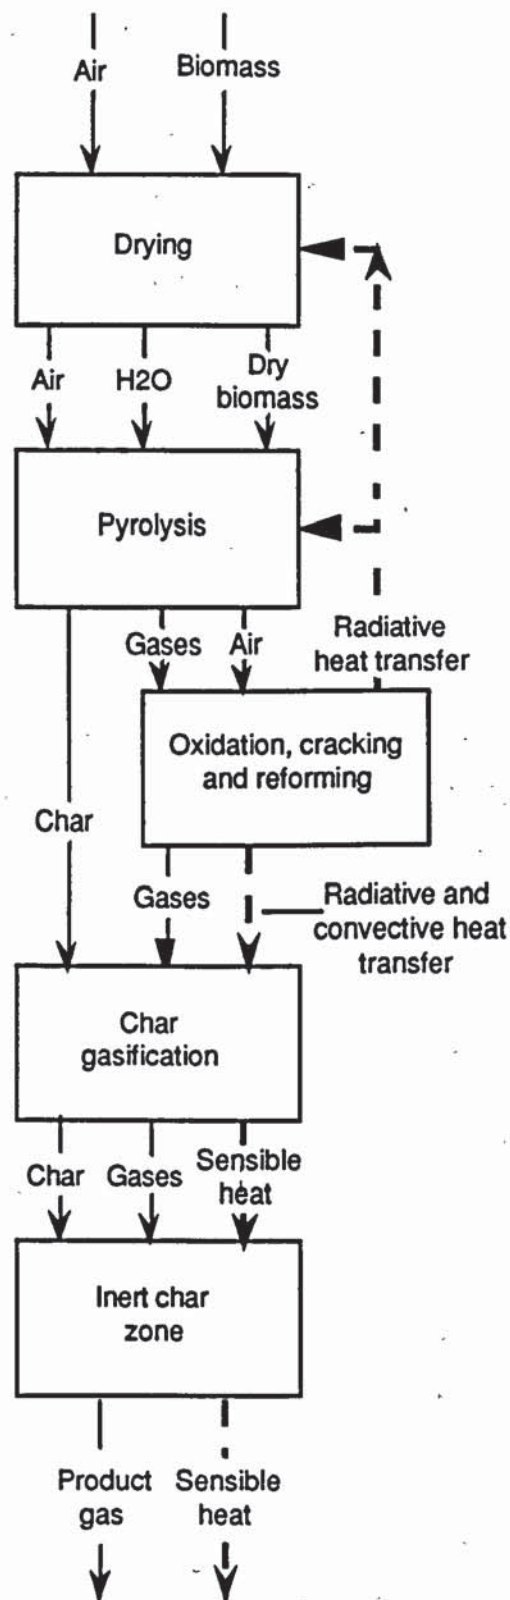 Air
Biomass
Drying
Air
H2O
Dry
biomass
Pyrolysis
Gases
Air
Radiative
heat transfer
Oxidation, cracking
and reforming
Char
Gases
Radiative and
convective heat
transfer
Char
gasification
Char
Gases
Sensible
heat
Inert char
zone
Product
gas
Sensible
heat